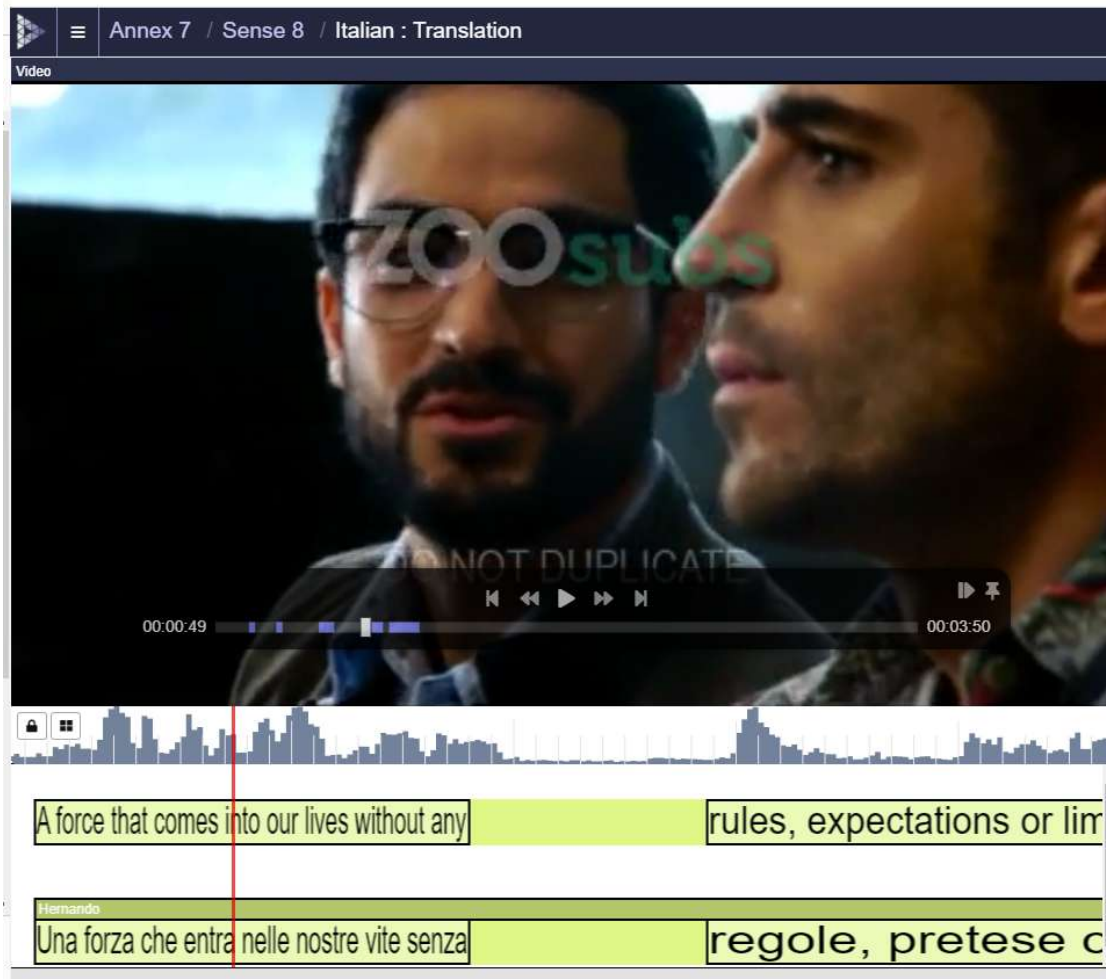 Annex 7 / Sense 8 / Italian : Translation
Video
ZOOsubs
DO NOT DUPLICATE
00:00:49
00:03:50
A force that comes into our lives without any
rules, expectations or lim
Hernando
Una forza che entra nelle nostre vite senza
regole, pretese o